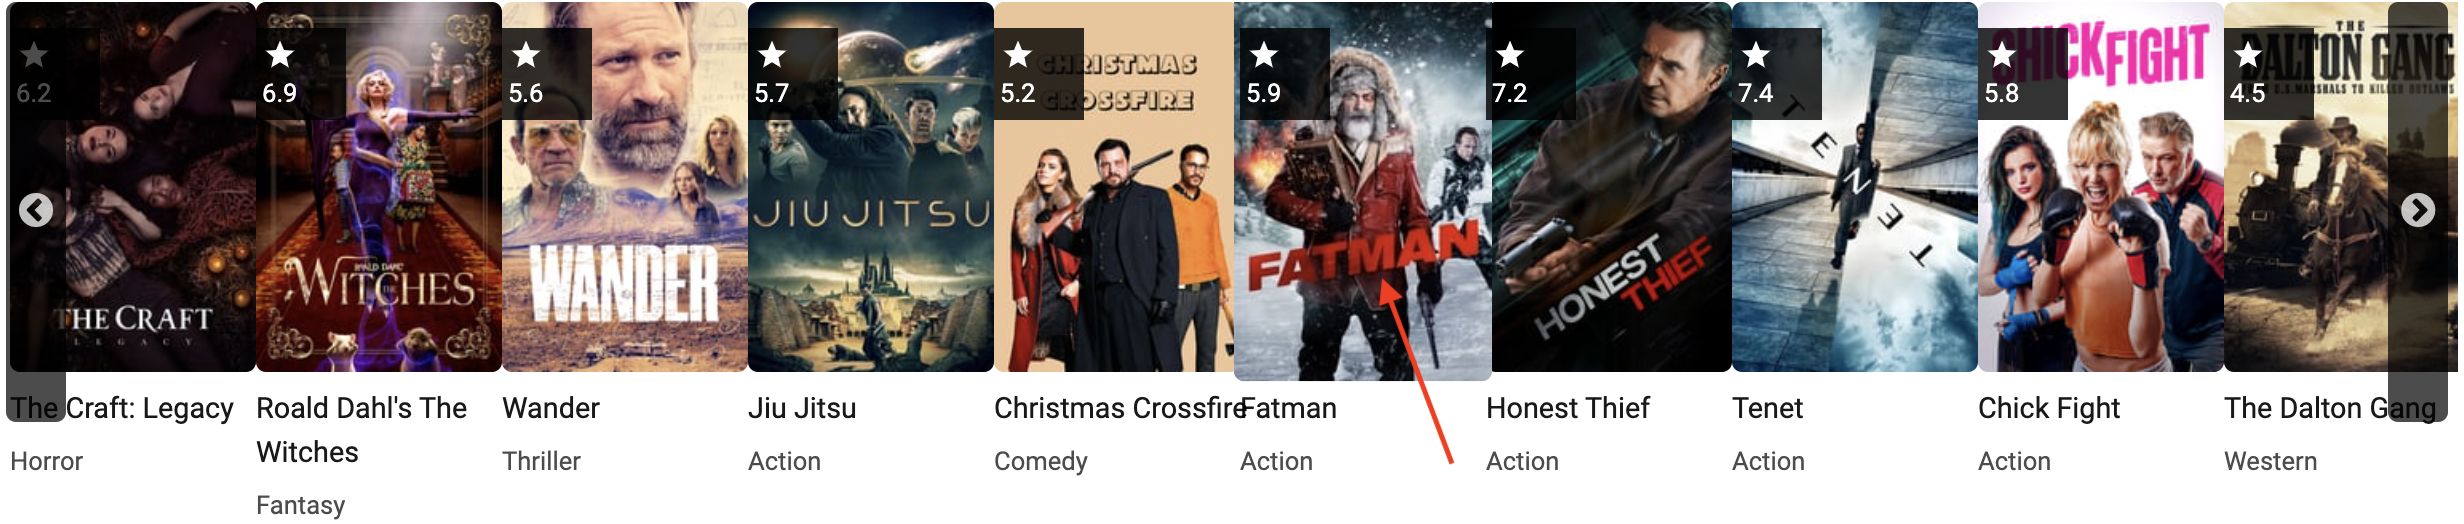 6.2
THE CRAFT
LEGACY
The Craft: Legacy
Horror
6.9
ROALD DAHL'S
THE
WITCHES
Roald Dahl's The
Witches
Fantasy
5.6
WANDER
Wander
Thriller
5.7
JIU JITSU
Jiu Jitsu
Action
5.2
CHRISTMAS
CROSSFIRE
Christmas Crossfire
Comedy
5.9
FATMAN
Fatman
Action
7.2
HONEST
THIEF
Honest Thief
Action
7.4
TENET
Tenet
Action
5.8
CHICKFIGHT
Chick Fight
Action
4.5
THE
DALTON GANG
U.S. MARSHALS TO KILLER OUTLAWS
The Dalton Gang
Western